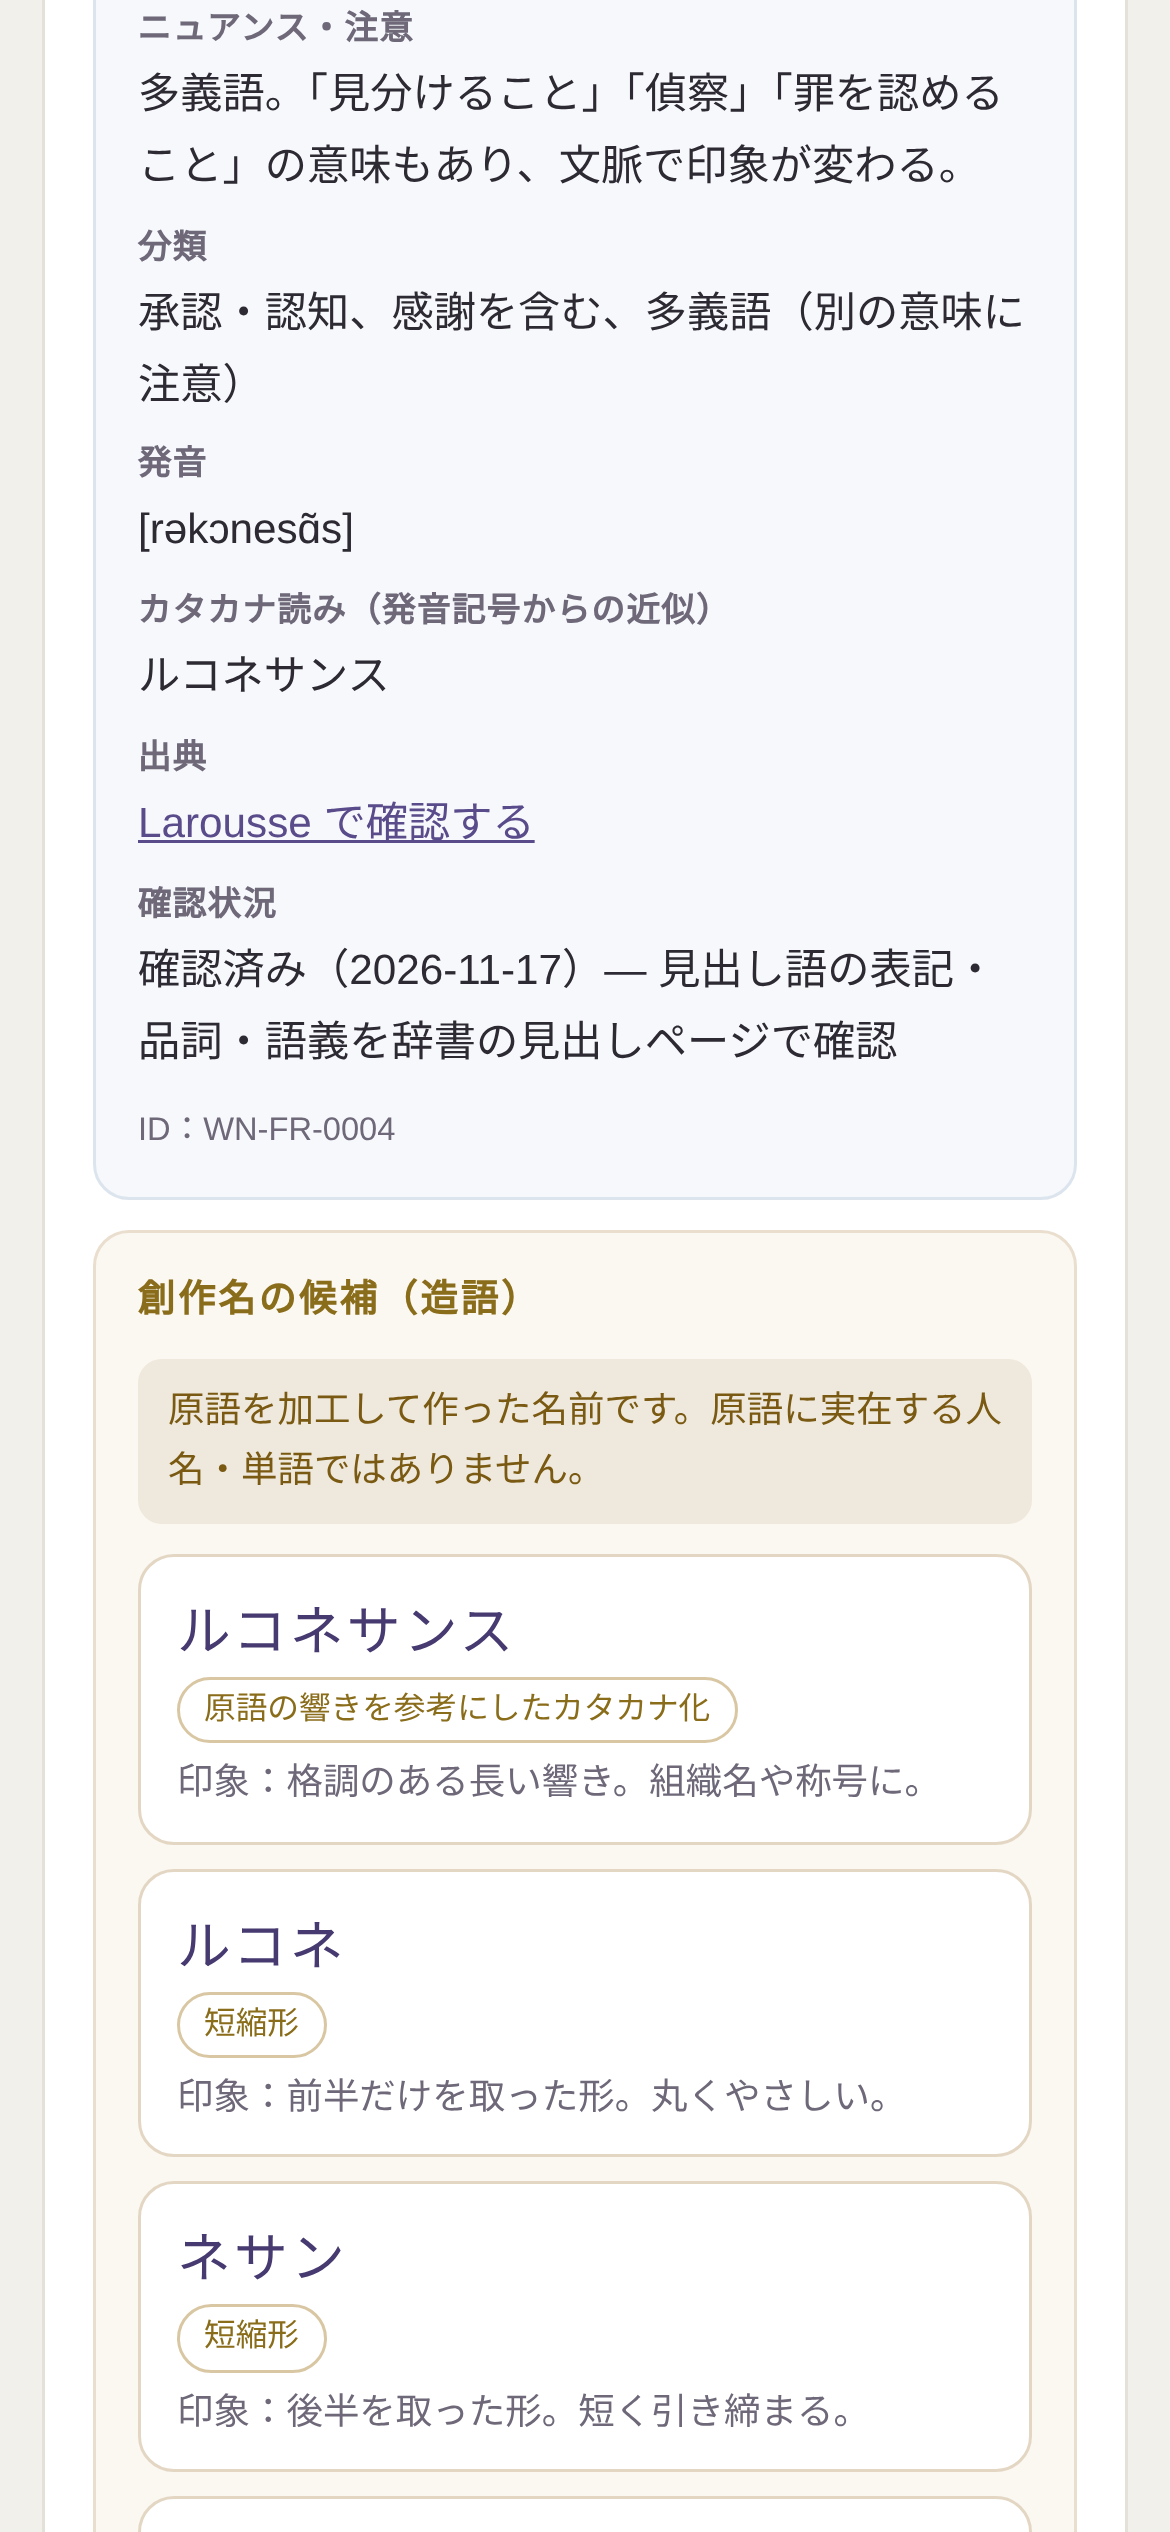 ニュアンス・注意
多義語。「見分けること」「偵察」「罪を認める
こと」の意味もあり、文脈で印象が変わる。
分類
承認・認知、感謝を含む、多義語（別の意味に
注意）
発音
[rəkɔnesɑ̃s]
カタカナ読み（発音記号からの近似）
ルコネサンス
出典
Larousse で確認する
確認状況
確認済み（2026-11-17）— 見出し語の表記・
品詞・語義を辞書の見出しページで確認
ID：WN-FR-0004
創作名の候補（造語）
原語を加工して作った名前です。原語に実在する人
名・単語ではありません。
ルコネサンス
原語の響きを参考にしたカタカナ化
印象：格調のある長い響き。組織名や称号に。
ルコネ
短縮形
印象：前半だけを取った形。丸くやさしい。
ネサン
短縮形
印象：後半を取った形。短く引き締まる。